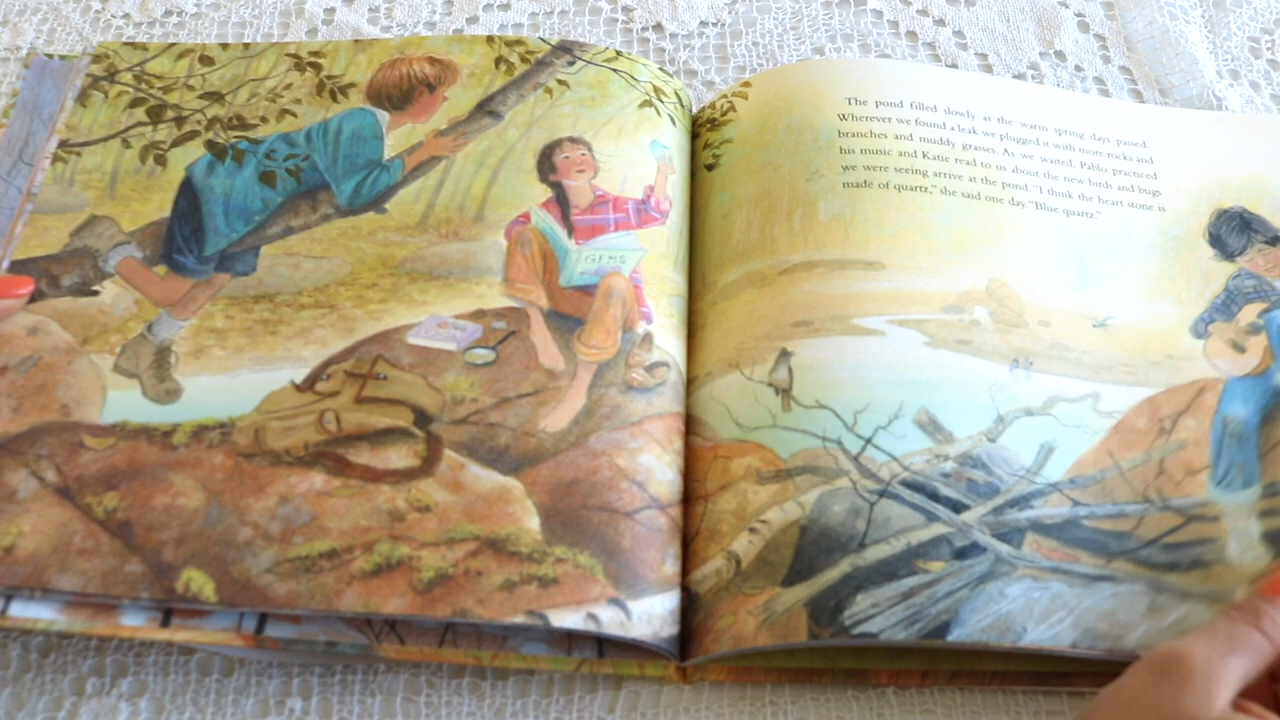 GEMS
The pond filled slowly as the warm spring days passed.
Wherever we found a leak we plugged it with more rocks and
branches and muddy grasses. As we waited, Pablo practiced
his music and Katie read to us about the new birds and bugs
we were seeing arrive at the pond. "I think the heart stone is
made of quartz," she said one day. "Blue quartz."